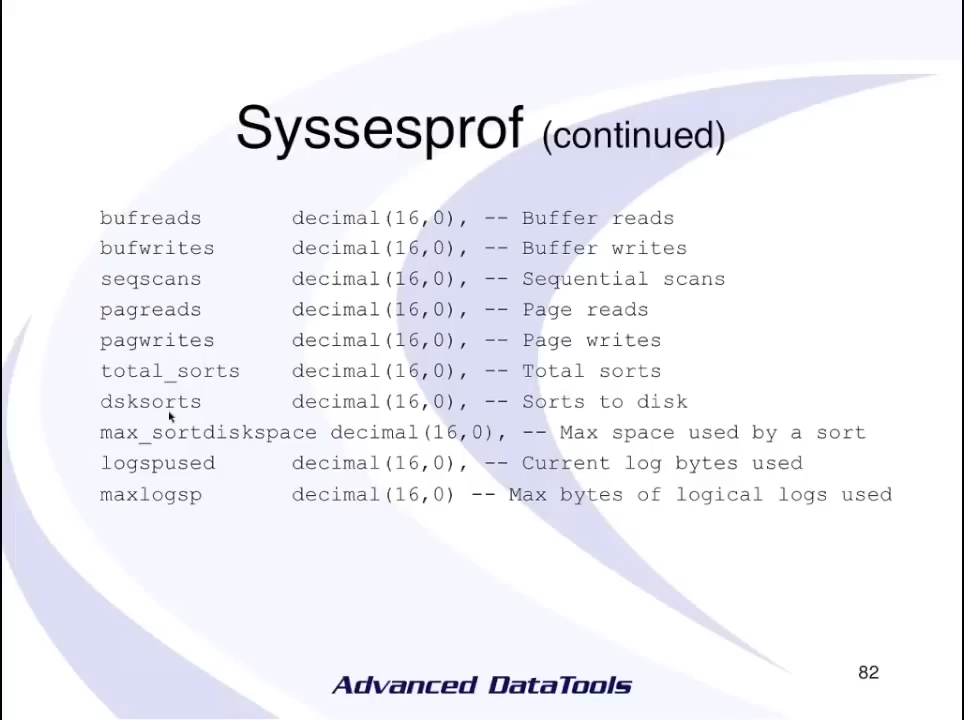 Syssesprof (continued)
bufreads decimal(16,0), -- Buffer reads
bufwrites decimal(16,0), -- Buffer writes
seqscans decimal(16,0), -- Sequential scans
pagreads decimal(16,0), -- Page reads
pagwrites decimal(16,0), -- Page writes
total_sorts decimal(16,0), -- Total sorts
dsksorts decimal(16,0), -- Sorts to disk
max_sortdiskspace decimal(16,0), -- Max space used by a sort
logspused decimal(16,0), -- Current log bytes used
maxlogsp decimal(16,0) -- Max bytes of logical logs used
82
Advanced DataTools